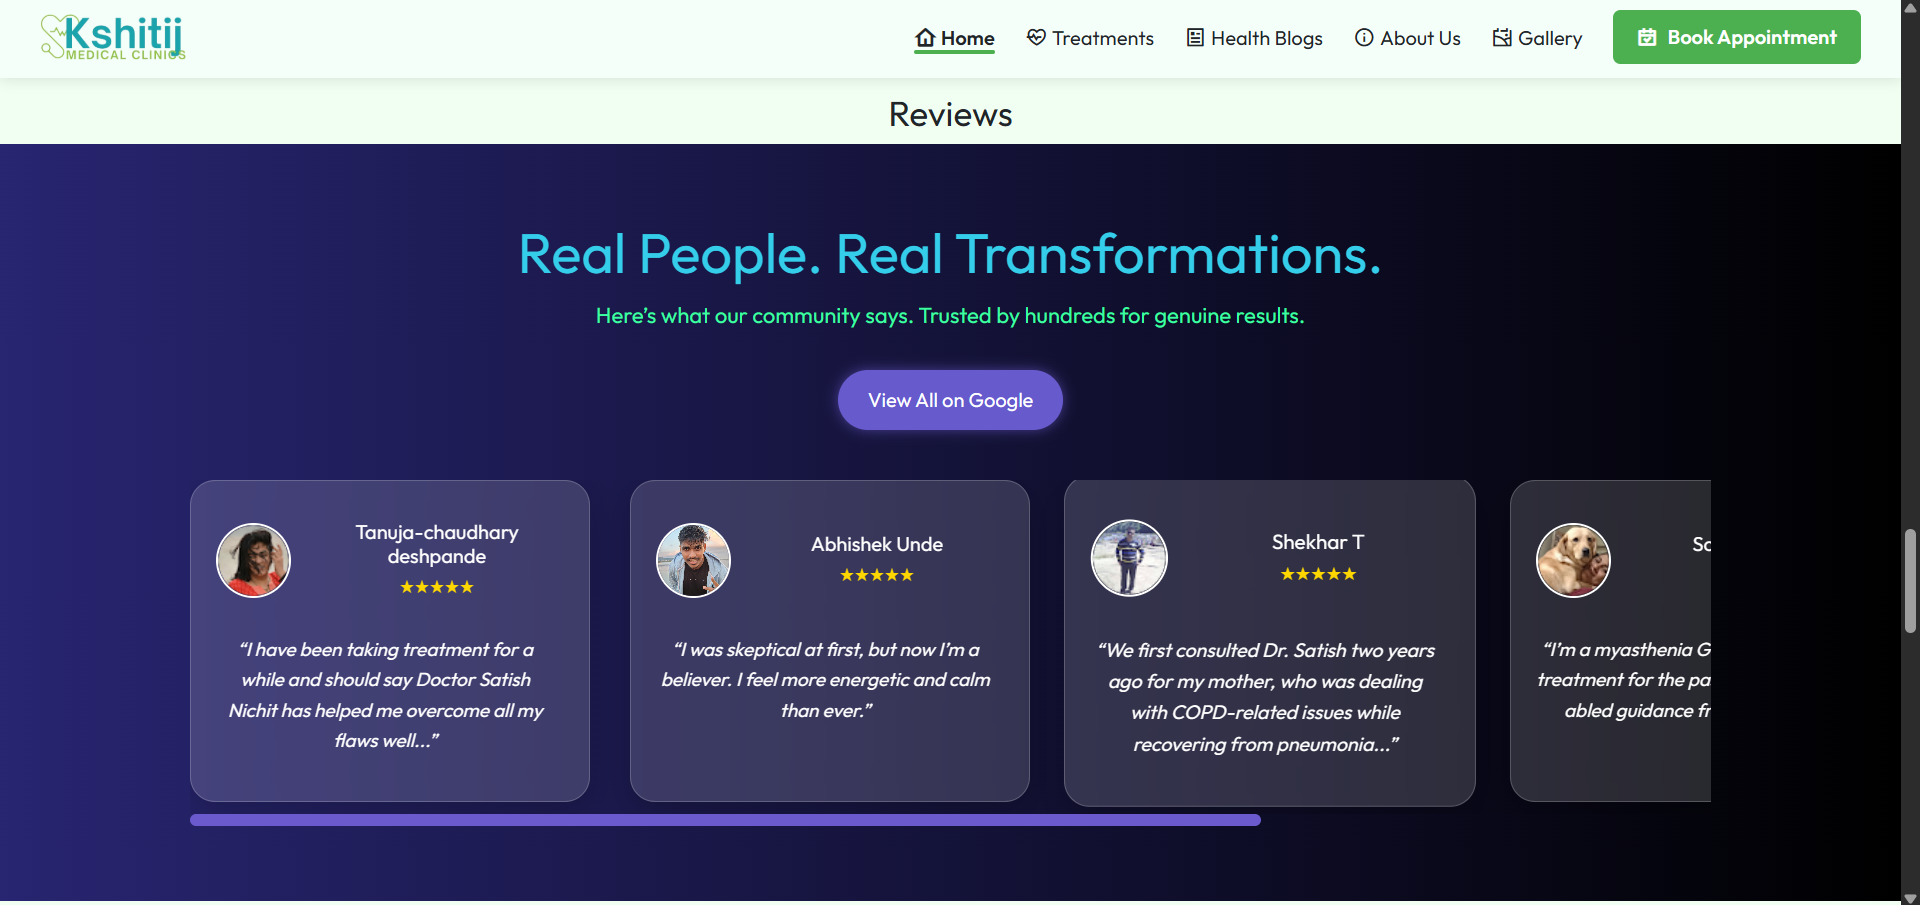 Kshitij
MEDICAL CLINICS
Home
Treatments
Health Blogs
About Us
Gallery
Book Appointment
Reviews
Real People. Real Transformations.
Here’s what our community says. Trusted by hundreds for genuine results.
View All on Google
Tanuja-chaudhary
deshpande
★★★★★
“I have been taking treatment for a
while and should say Doctor Satish
Nichit has helped me overcome all my
flaws well...”
Abhishek Unde
★★★★★
“I was skeptical at first, but now I’m a
believer. I feel more energetic and calm
than ever.”
Shekhar T
★★★★★
“We first consulted Dr. Satish two years
ago for my mother, who was dealing
with COPD-related issues while
recovering from pneumonia...”
“I’m a myasthenia G
treatment for the pa
abled guidance fr